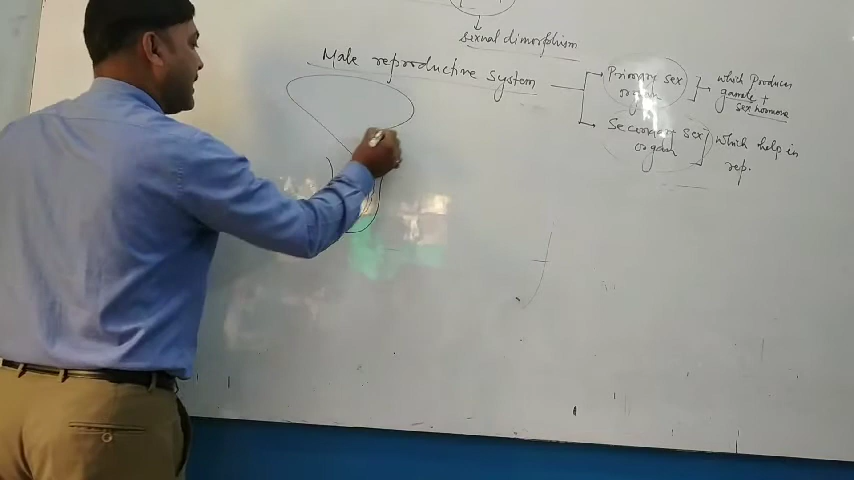 sexual dimorphism
Male reproductive system
Primary sex
organ
which produces
gamete +
sex hormone
Secondary sex
organ
which help in
rep.